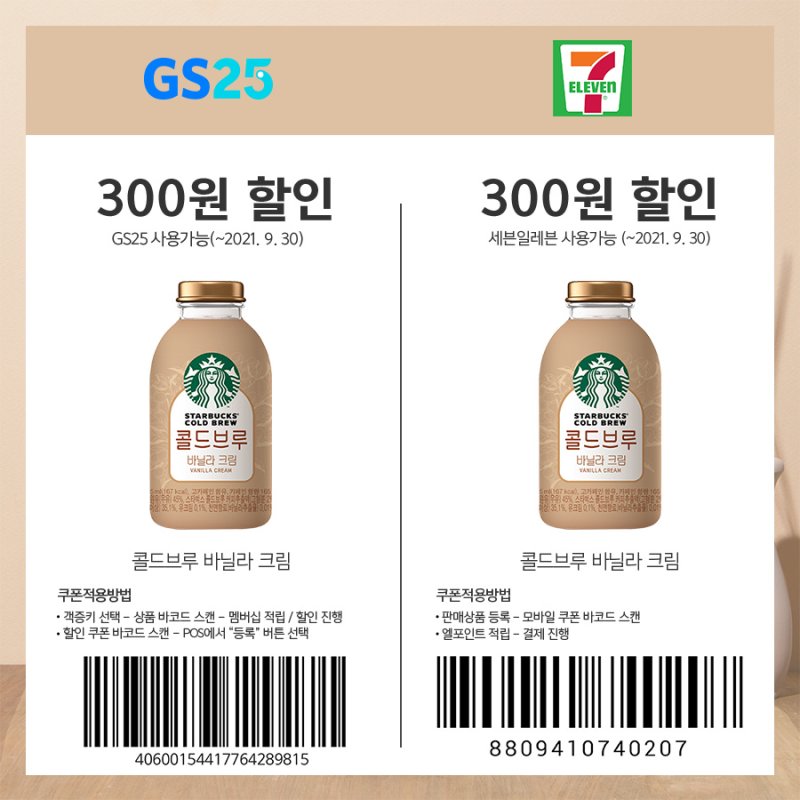 GS25
7
ELEVEN
300원 할인
GS25 사용가능(~2021. 9. 30)
STARBUCKS®
COLD BREW
콜드브루
바닐라 크림
VANILLA CREAM
콜드브루 바닐라 크림
쿠폰적용방법
• 객증키 선택 – 상품 바코드 스캔 – 멤버십 적립 / 할인 진행
• 할인 쿠폰 바코드 스캔 – POS에서 “등록” 버튼 선택
40600154417764289815
300원 할인
세븐일레븐 사용가능 (~2021. 9. 30)
STARBUCKS®
COLD BREW
콜드브루
바닐라 크림
VANILLA CREAM
콜드브루 바닐라 크림
쿠폰적용방법
• 판매상품 등록 – 모바일 쿠폰 바코드 스캔
• 엘포인트 적립 – 결제 진행
8809410740207